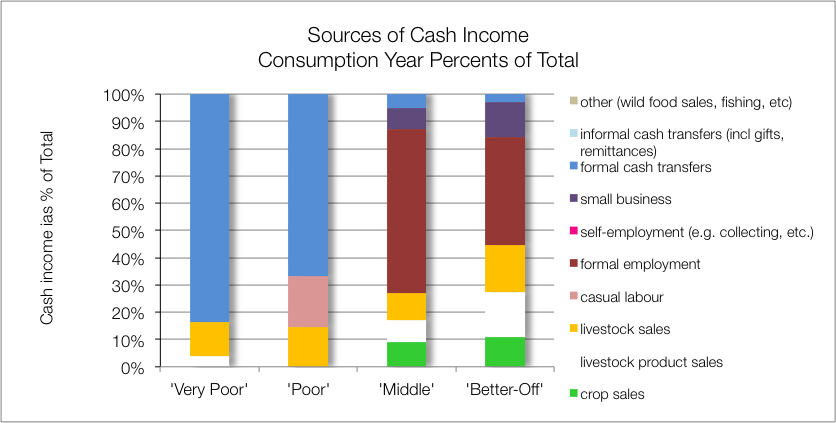 Sources of Cash Income
Consumption Year Percents of Total
Cash income ias % of Total
100%
90%
80%
70%
60%
50%
40%
30%
20%
10%
0%
'Very Poor'
'Poor'
'Middle'
'Better-Off'
other (wild food sales, fishing, etc)
informal cash transfers (incl gifts,
remittances)
formal cash transfers
small business
self-employment (e.g. collecting, etc.)
formal employment
casual labour
livestock sales
livestock product sales
crop sales